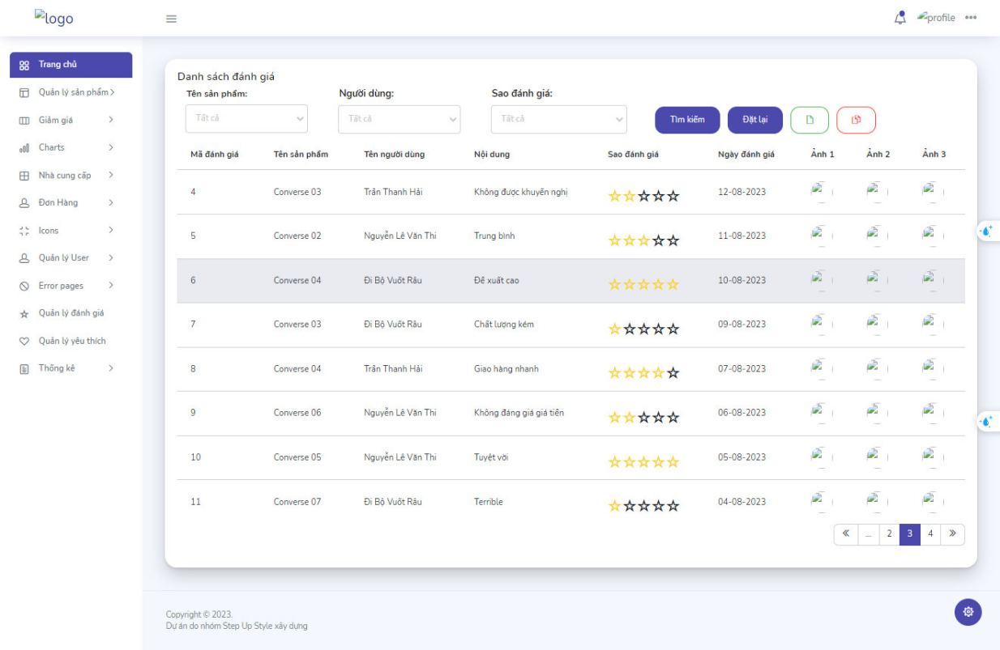 logo
profile
Trang chủ
Quản lý sản phẩm
Giảm giá
Charts
Nhà cung cấp
Đơn Hàng
Icons
Quản lý User
Error pages
Quản lý đánh giá
Quản lý yêu thích
Thống kê
Danh sách đánh giá
Tên sản phẩm: Người dùng: Sao đánh giá:
Tất cả Tất cả Tất cả Tìm kiếm Đặt lại
Mã đánh giá Tên sản phẩm Tên người dùng Nội dung Sao đánh giá Ngày đánh giá Ảnh 1 Ảnh 2 Ảnh 3
4 Converse 03 Trần Thanh Hải Không được khuyến nghị 12-08-2023
5 Converse 02 Nguyễn Lê Văn Thi Trung bình 11-08-2023
6 Converse 04 Đi Bộ Vuốt Râu Đề xuất cao 10-08-2023
7 Converse 03 Đi Bộ Vuốt Râu Chất lượng kém 09-08-2023
8 Converse 04 Trần Thanh Hải Giao hàng nhanh 07-08-2023
9 Converse 06 Nguyễn Lê Văn Thi Không đáng giá giá tiền 06-08-2023
10 Converse 05 Nguyễn Lê Văn Thi Tuyệt vời 05-08-2023
11 Converse 07 Đi Bộ Vuốt Râu Terrible 04-08-2023
« ... 2 3 4 »
Copyright © 2023.
Dự án do nhóm Step Up Style xây dựng